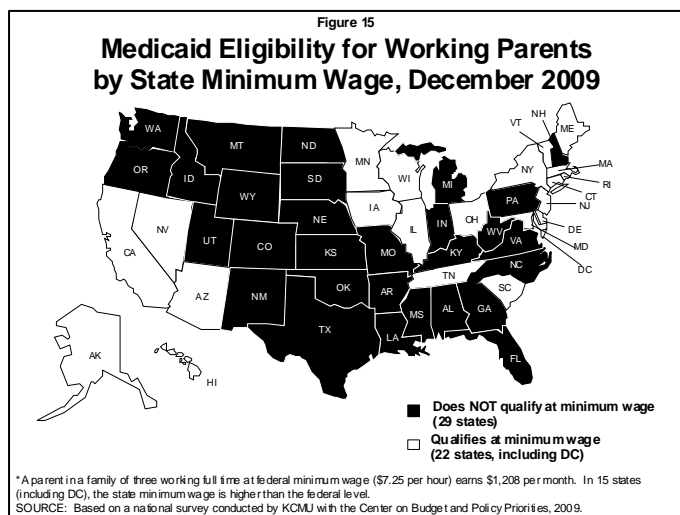 Figure 15
Medicaid Eligibility for Working Parents
by State Minimum Wage, December 2009
WA
OR
CA
NV
ID
MT
WY
UT
AZ
CO
NM
ND
SD
NE
KS
OK
TX
MN
IA
MO
AR
LA
WI
IL
MI
IN
OH
KY
TN
MS
AL
GA
FL
SC
NC
VA
WV
PA
NY
VT
NH
ME
MA
RI
CT
NJ
DE
MD
DC
AK
HI
Does NOT qualify at minimum wage
(29 states)
Qualifies at minimum wage
(22 states, including DC)
*A parent in a family of three working full time at federal minimum wage ($7.25 per hour) earns $1,208 per month. In 15 states
(including DC), the state minimum wage is higher than the federal level.
SOURCE: Based on a national survey conducted by KCMU with the Center on Budget and Policy Priorities, 2009.